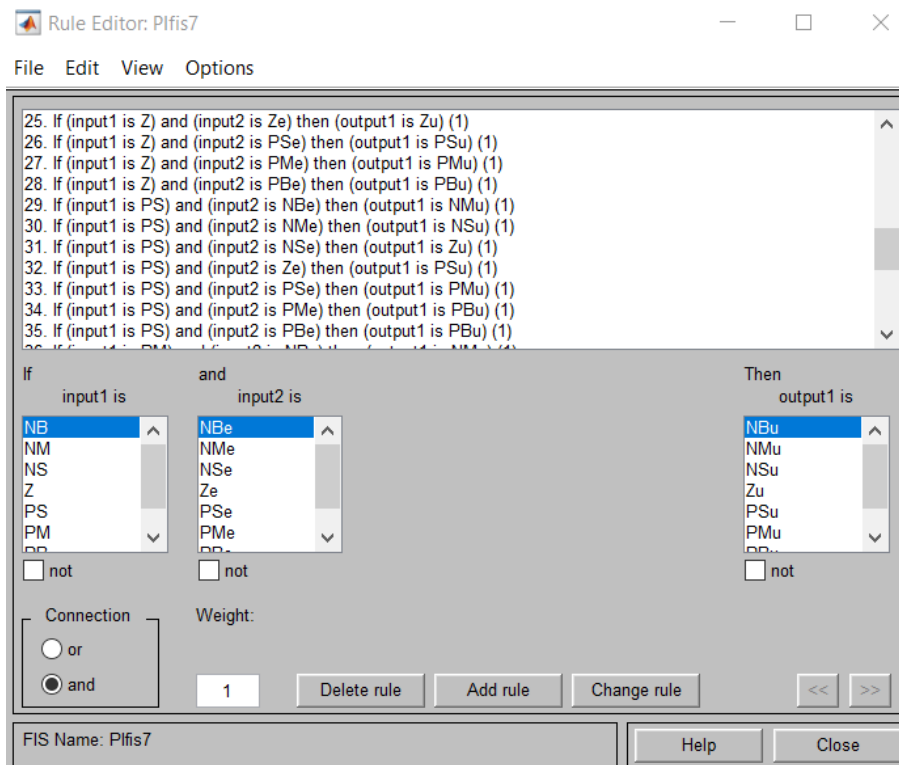 Rule Editor: PIfis7
File Edit View Options
25. If (input1 is Z) and (input2 is Ze) then (output1 is Zu) (1)
26. If (input1 is Z) and (input2 is PSe) then (output1 is PSu) (1)
27. If (input1 is Z) and (input2 is PMe) then (output1 is PMu) (1)
28. If (input1 is Z) and (input2 is PBe) then (output1 is PBu) (1)
29. If (input1 is PS) and (input2 is NBe) then (output1 is NMu) (1)
30. If (input1 is PS) and (input2 is NMe) then (output1 is NSu) (1)
31. If (input1 is PS) and (input2 is NSe) then (output1 is Zu) (1)
32. If (input1 is PS) and (input2 is Ze) then (output1 is PSu) (1)
33. If (input1 is PS) and (input2 is PSe) then (output1 is PMu) (1)
34. If (input1 is PS) and (input2 is PMe) then (output1 is PBu) (1)
35. If (input1 is PS) and (input2 is PBe) then (output1 is PBu) (1)
If and Then
input1 is input2 is output1 is
NB NBe NBu
NM NMe NMu
NS NSe NSu
Z Ze Zu
PS PSe PSu
PM PMe PMu
not not not
Connection Weight:
or
and 1 Delete rule Add rule Change rule << >>
FIS Name: PIfis7 Help Close